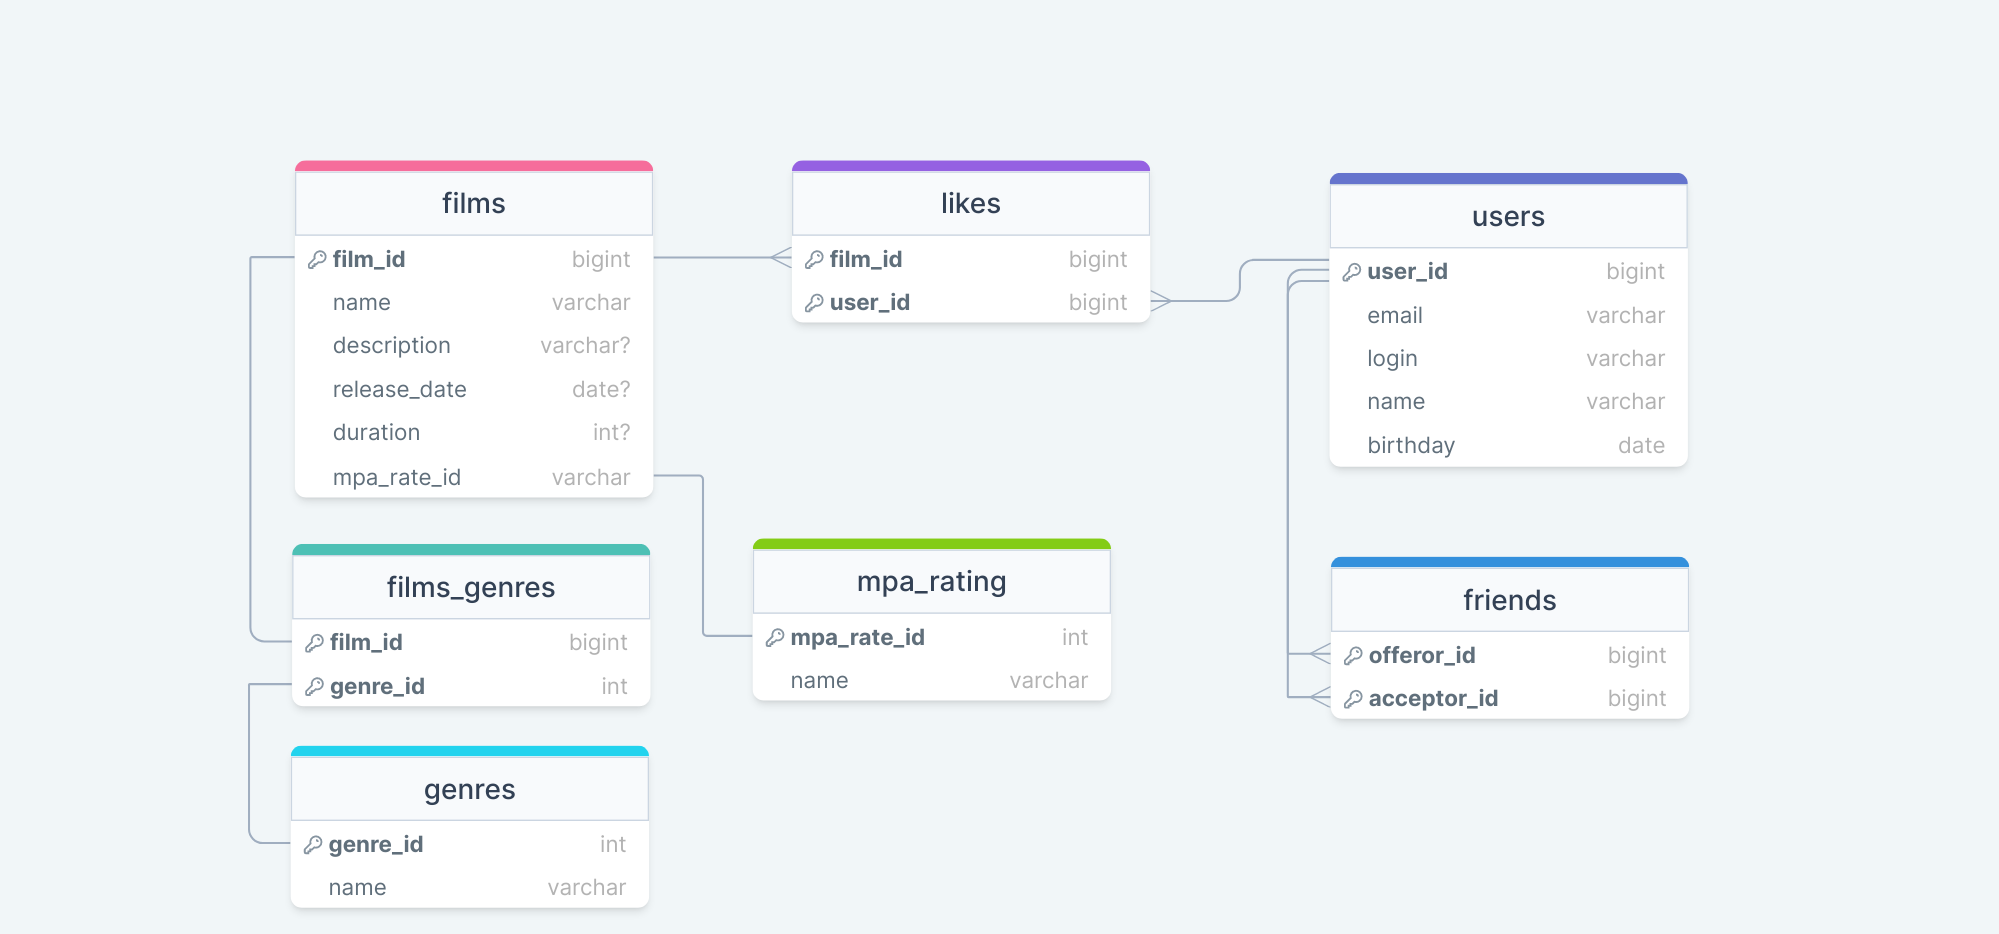 films
film_id bigint
name varchar
description varchar?
release_date date?
duration int?
mpa_rate_id varchar
likes
film_id bigint
user_id bigint
users
user_id bigint
email varchar
login varchar
name varchar
birthday date
films_genres
film_id bigint
genre_id int
mpa_rating
mpa_rate_id int
name varchar
friends
offeror_id bigint
acceptor_id bigint
genres
genre_id int
name varchar